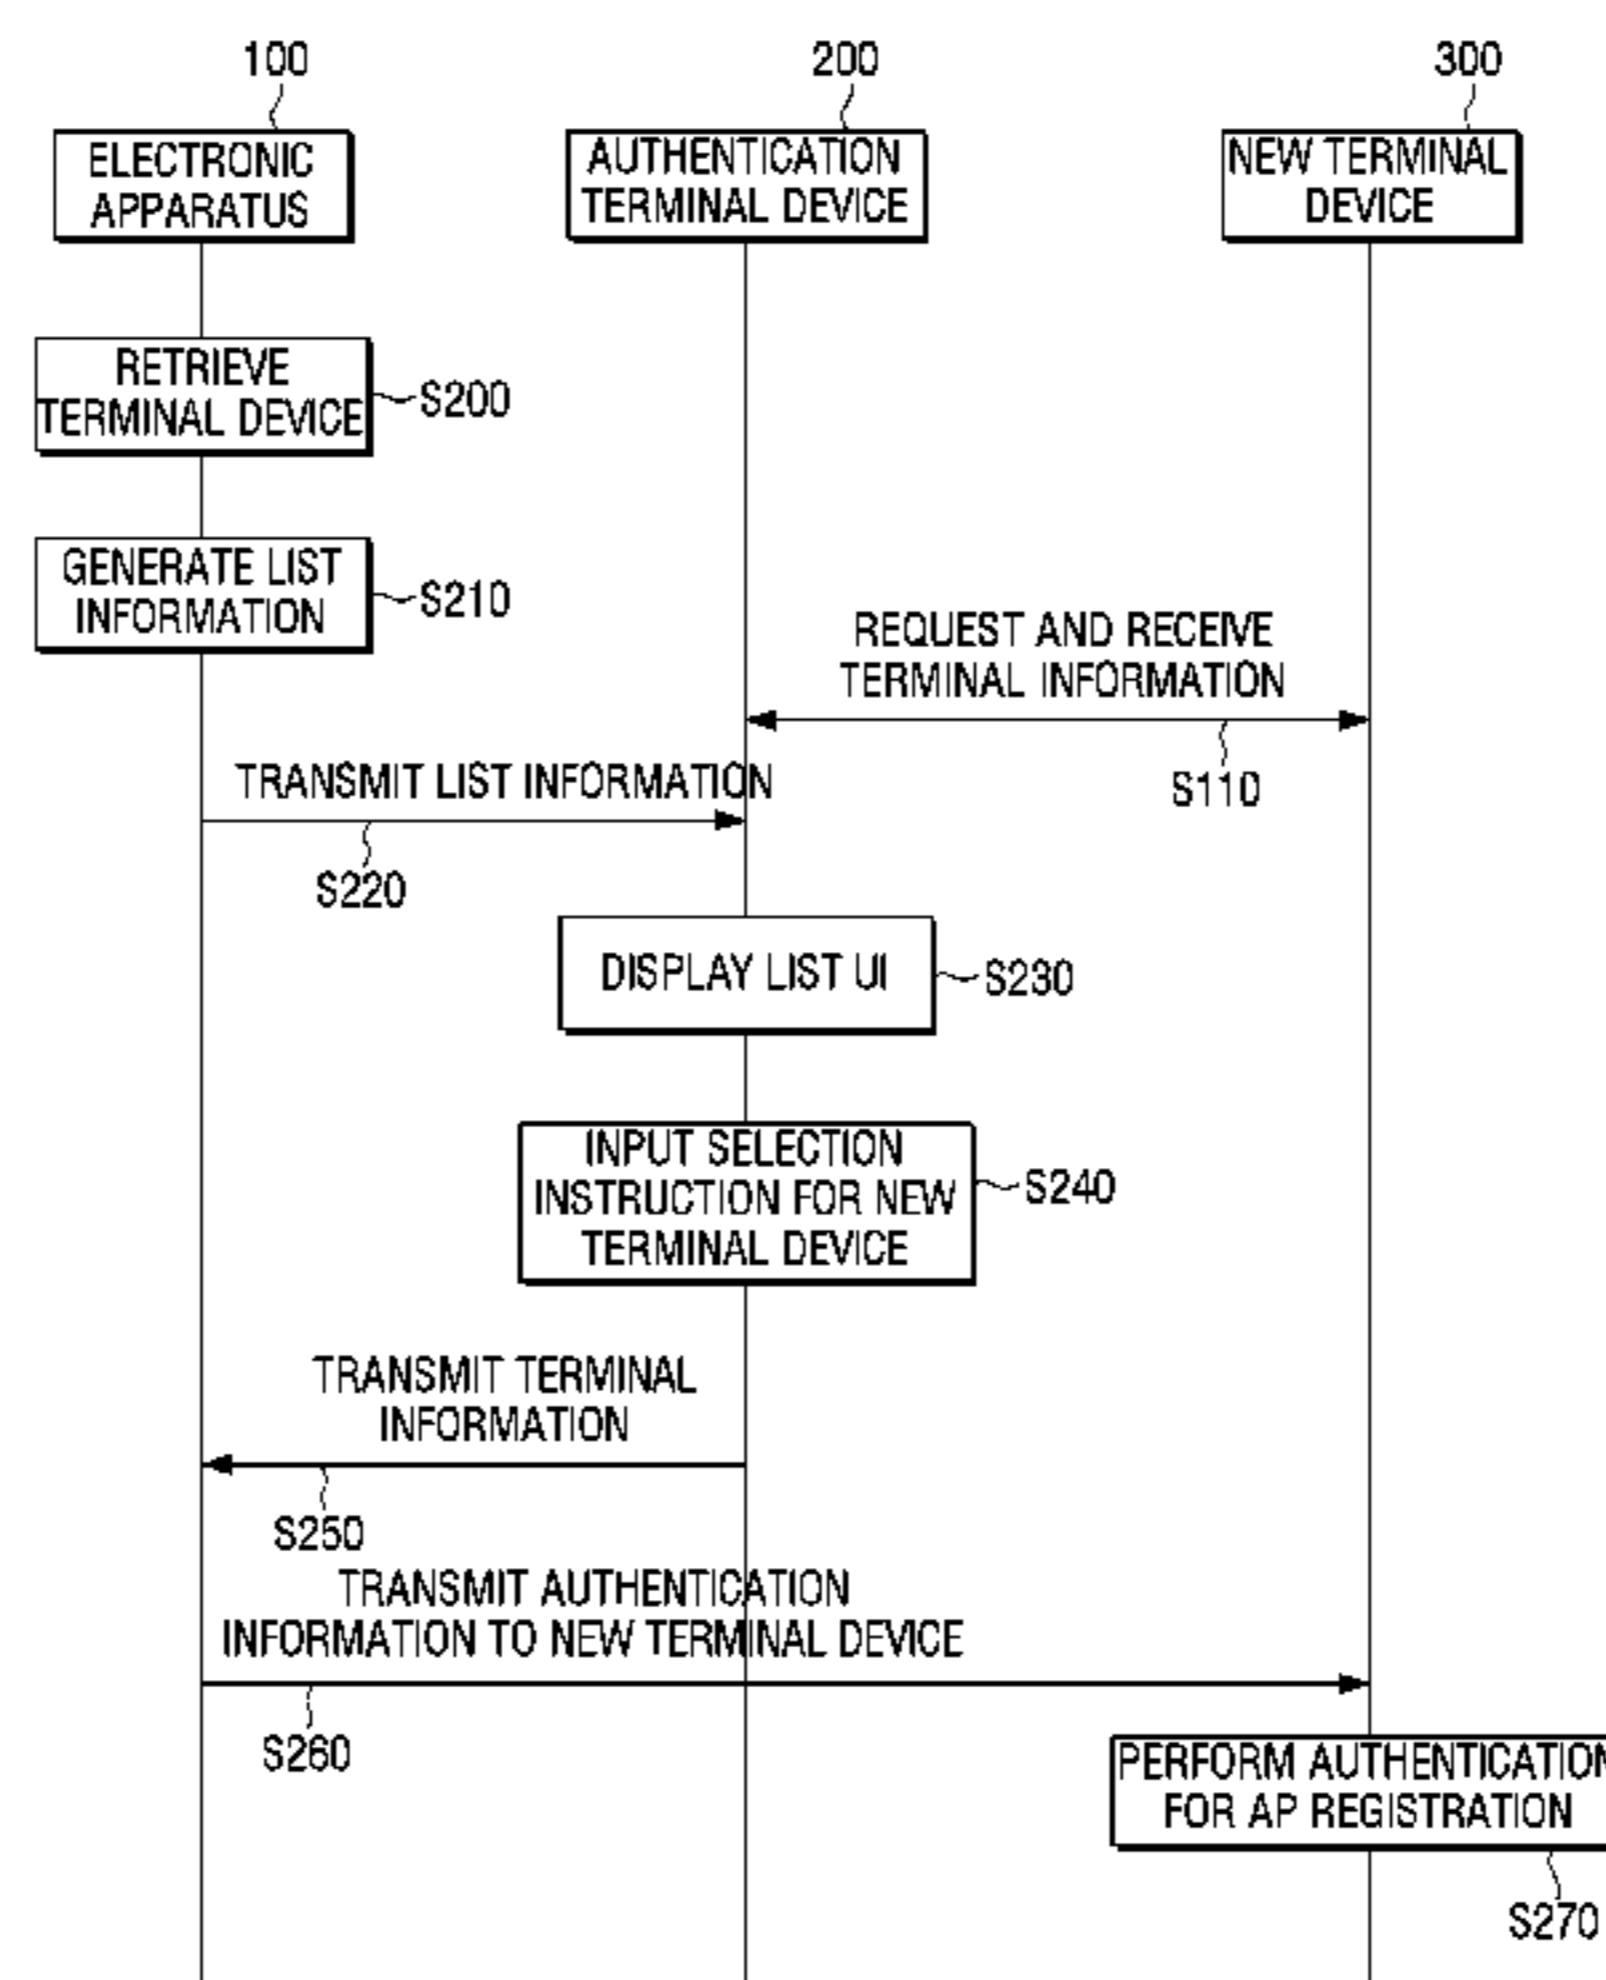 100
200
300
ELECTRONIC
APPARATUS
AUTHENTICATION
TERMINAL DEVICE
NEW TERMINAL
DEVICE
RETRIEVE
TERMINAL DEVICE
S200
GENERATE LIST
INFORMATION
S210
REQUEST AND RECEIVE
TERMINAL INFORMATION
S110
TRANSMIT LIST INFORMATION
S220
DISPLAY LIST UI
S230
INPUT SELECTION
INSTRUCTION FOR NEW
TERMINAL DEVICE
S240
TRANSMIT TERMINAL
INFORMATION
S250
TRANSMIT AUTHENTICATION
INFORMATION TO NEW TERMINAL DEVICE
S260
PERFORM AUTHENTICATION
FOR AP REGISTRATION
S270